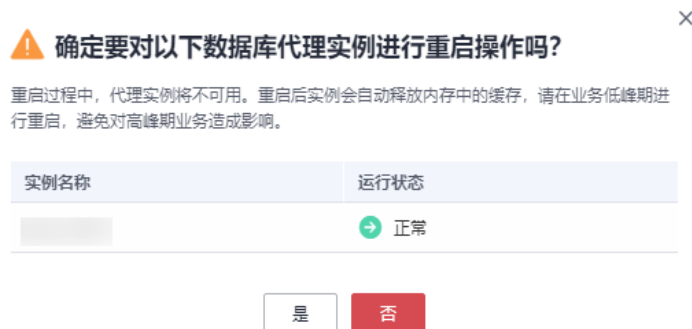 确定要对以下数据库代理实例进行重启操作吗？
重启过程中，代理实例将不可用。重启后实例会自动释放内存中的缓存，请在业务低峰期进
行重启，避免对高峰期业务造成影响。
实例名称 运行状态
正常
是 否